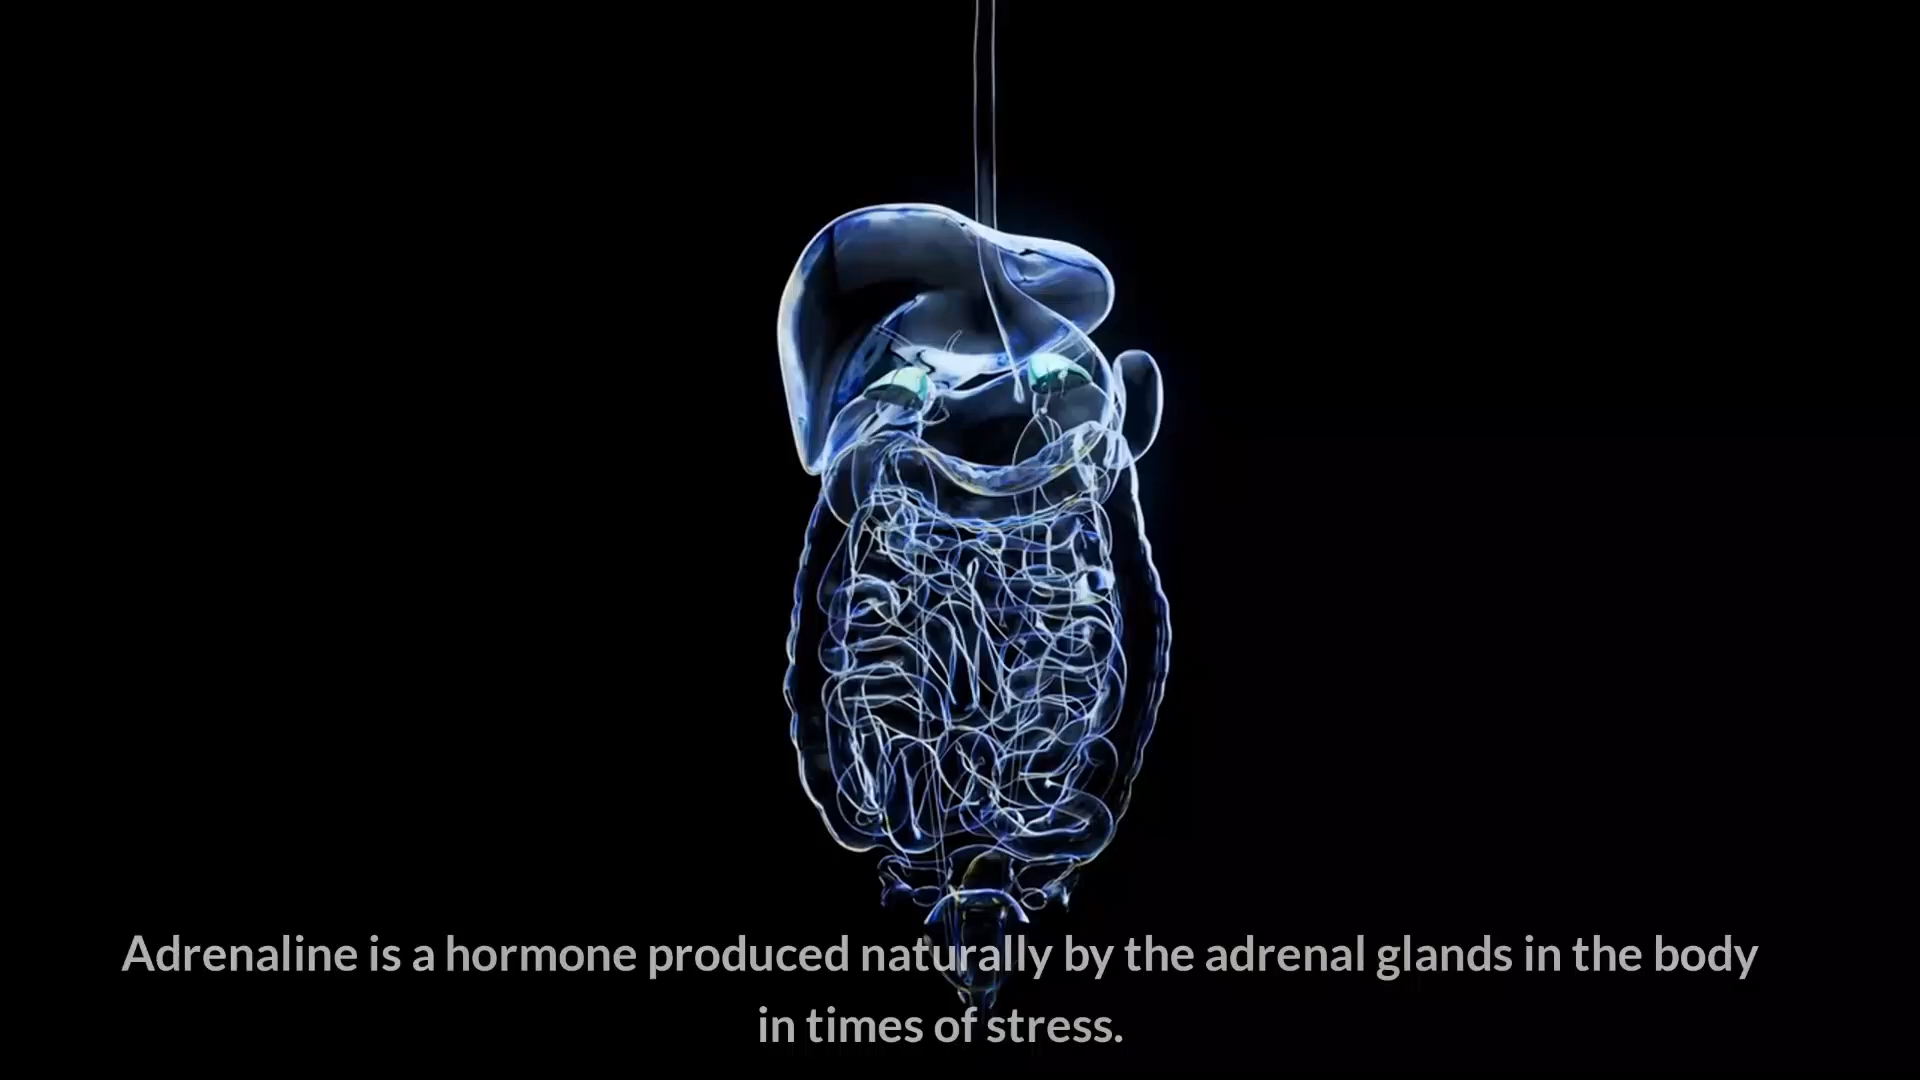 Adrenaline is a hormone produced naturally by the adrenal glands in the body
in times of stress.